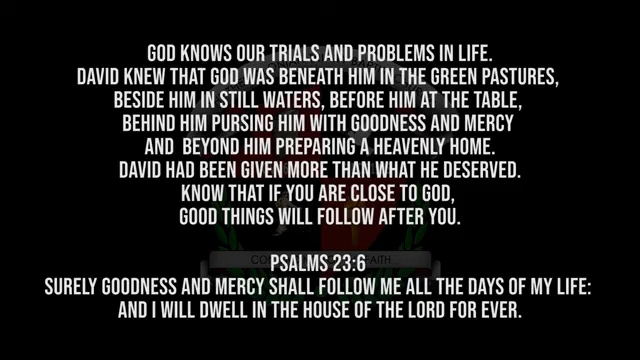 GOD KNOWS OUR TRIALS AND PROBLEMS IN LIFE.
DAVID KNEW THAT GOD WAS BENEATH HIM IN THE GREEN PASTURES,
BESIDE HIM IN STILL WATERS, BEFORE HIM AT THE TABLE,
BEHIND HIM PURSING HIM WITH GOODNESS AND MERCY
AND BEYOND HIM PREPARING A HEAVENLY HOME.
DAVID HAD BEEN GIVEN MORE THAN WHAT HE DESERVED.
KNOW THAT IF YOU ARE CLOSE TO GOD,
GOOD THINGS WILL FOLLOW AFTER YOU.
PSALMS 23:6
SURELY GOODNESS AND MERCY SHALL FOLLOW ME ALL THE DAYS OF MY LIFE:
AND I WILL DWELL IN THE HOUSE OF THE LORD FOR EVER.